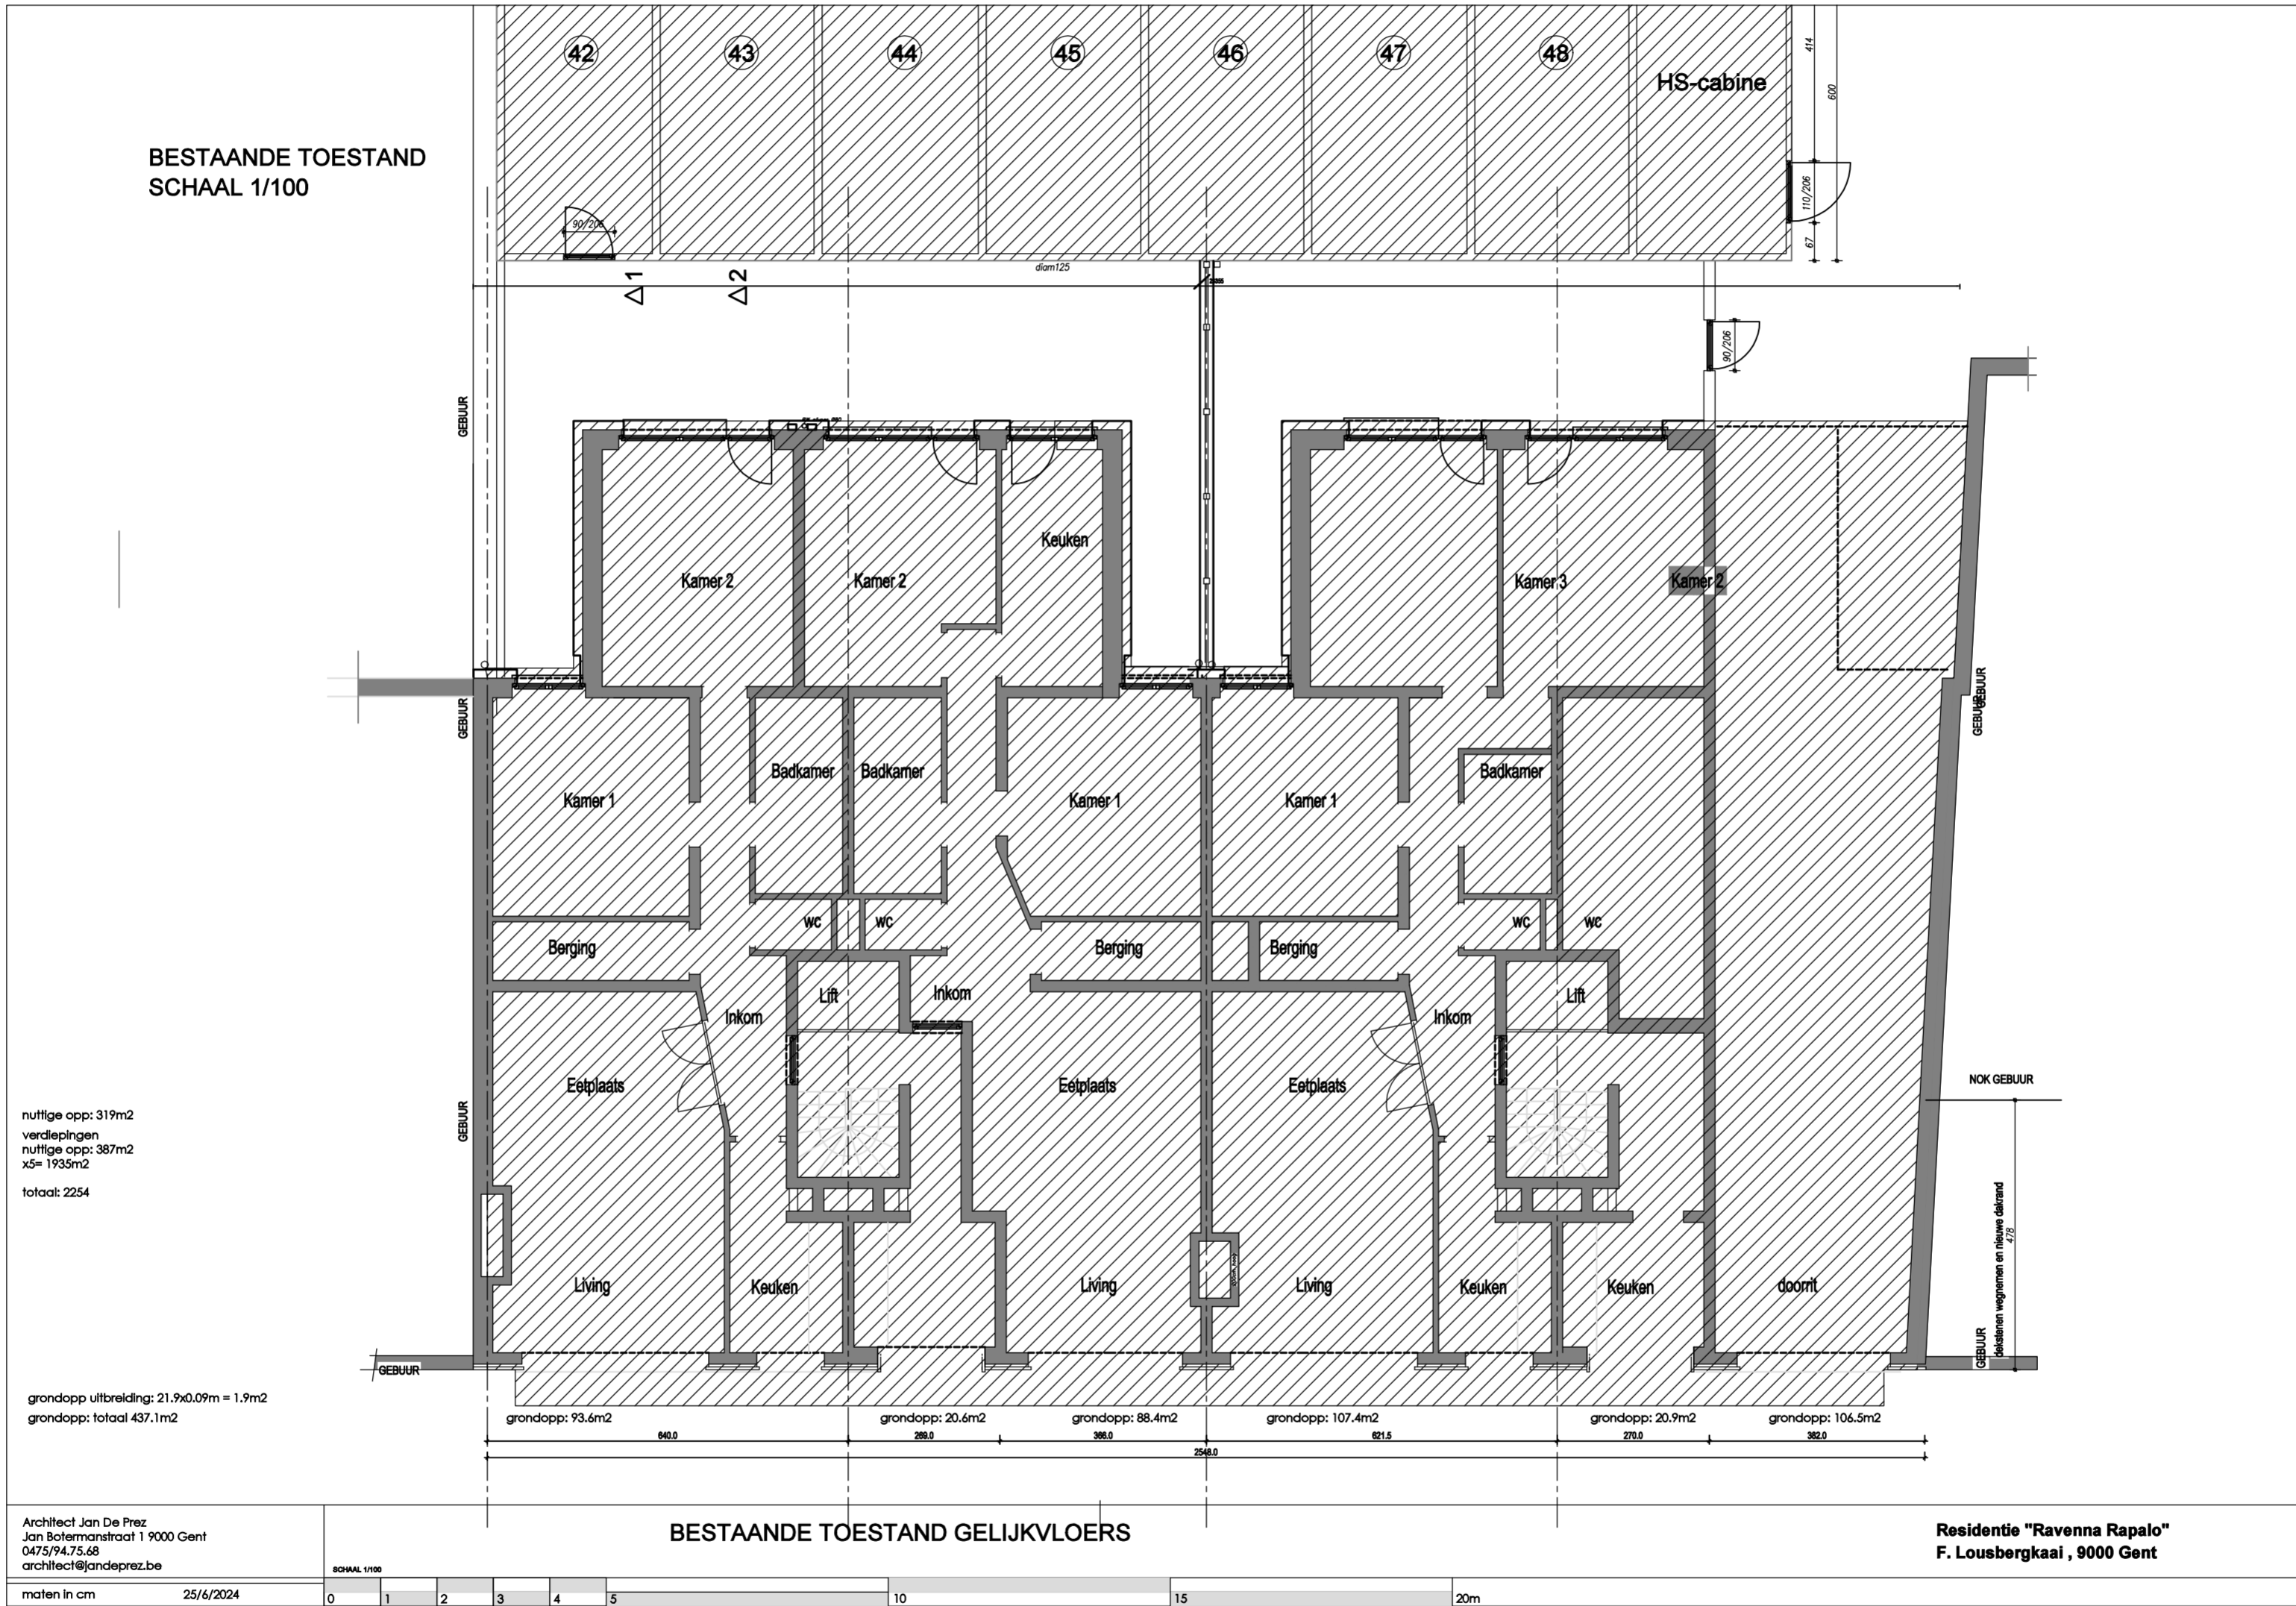 42
43
44
45
46
47
48
HS-cabine
414
600
110/206
67
BESTAANDE TOESTAND
SCHAAL 1/100
90/206
1
2
diam125
90/206
GEBUUR
Keuken
Kamer 2
Kamer 2
Kamer 3
Kamer 2
GEBUUR
GEBUUR
GEBUUR
Badkamer
Badkamer
Badkamer
Kamer 1
Kamer 1
Kamer 1
wc
wc
wc
wc
Berging
Berging
Berging
Lift
Inkom
Lift
Inkom
Inkom
Eetplaats
Eetplaats
Eetplaats
NOK GEBUUR
GEBUUR
nuttige opp: 319m2
verdiepingen
nuttige opp: 387m2
x5= 1935m2
totaal: 2254
478
dekstenen wegnemen en nieuwe dakrand
Living
Keuken
Living
Living
Keuken
Keuken
doorrit
GEBUUR
GEBUUR
grondopp uitbreiding: 21.9x0.09m = 1.9m2
grondopp: totaal 437.1m2
grondopp: 93.6m2
grondopp: 20.6m2
grondopp: 88.4m2
grondopp: 107.4m2
grondopp: 20.9m2
grondopp: 106.5m2
640.0
269.0
366.0
621.5
270.0
382.0
2548.0
Architect Jan De Prez
Jan Botermanstraat 1 9000 Gent
0475/94.75.68
architect@jandeprez.be
maten in cm 25/6/2024
BESTAANDE TOESTAND GELIJKVLOERS
SCHAAL 1/100
0 1 2 3 4 5 10 15 20m
Residentie "Ravenna Rapalo"
F. Lousbergkaai , 9000 Gent